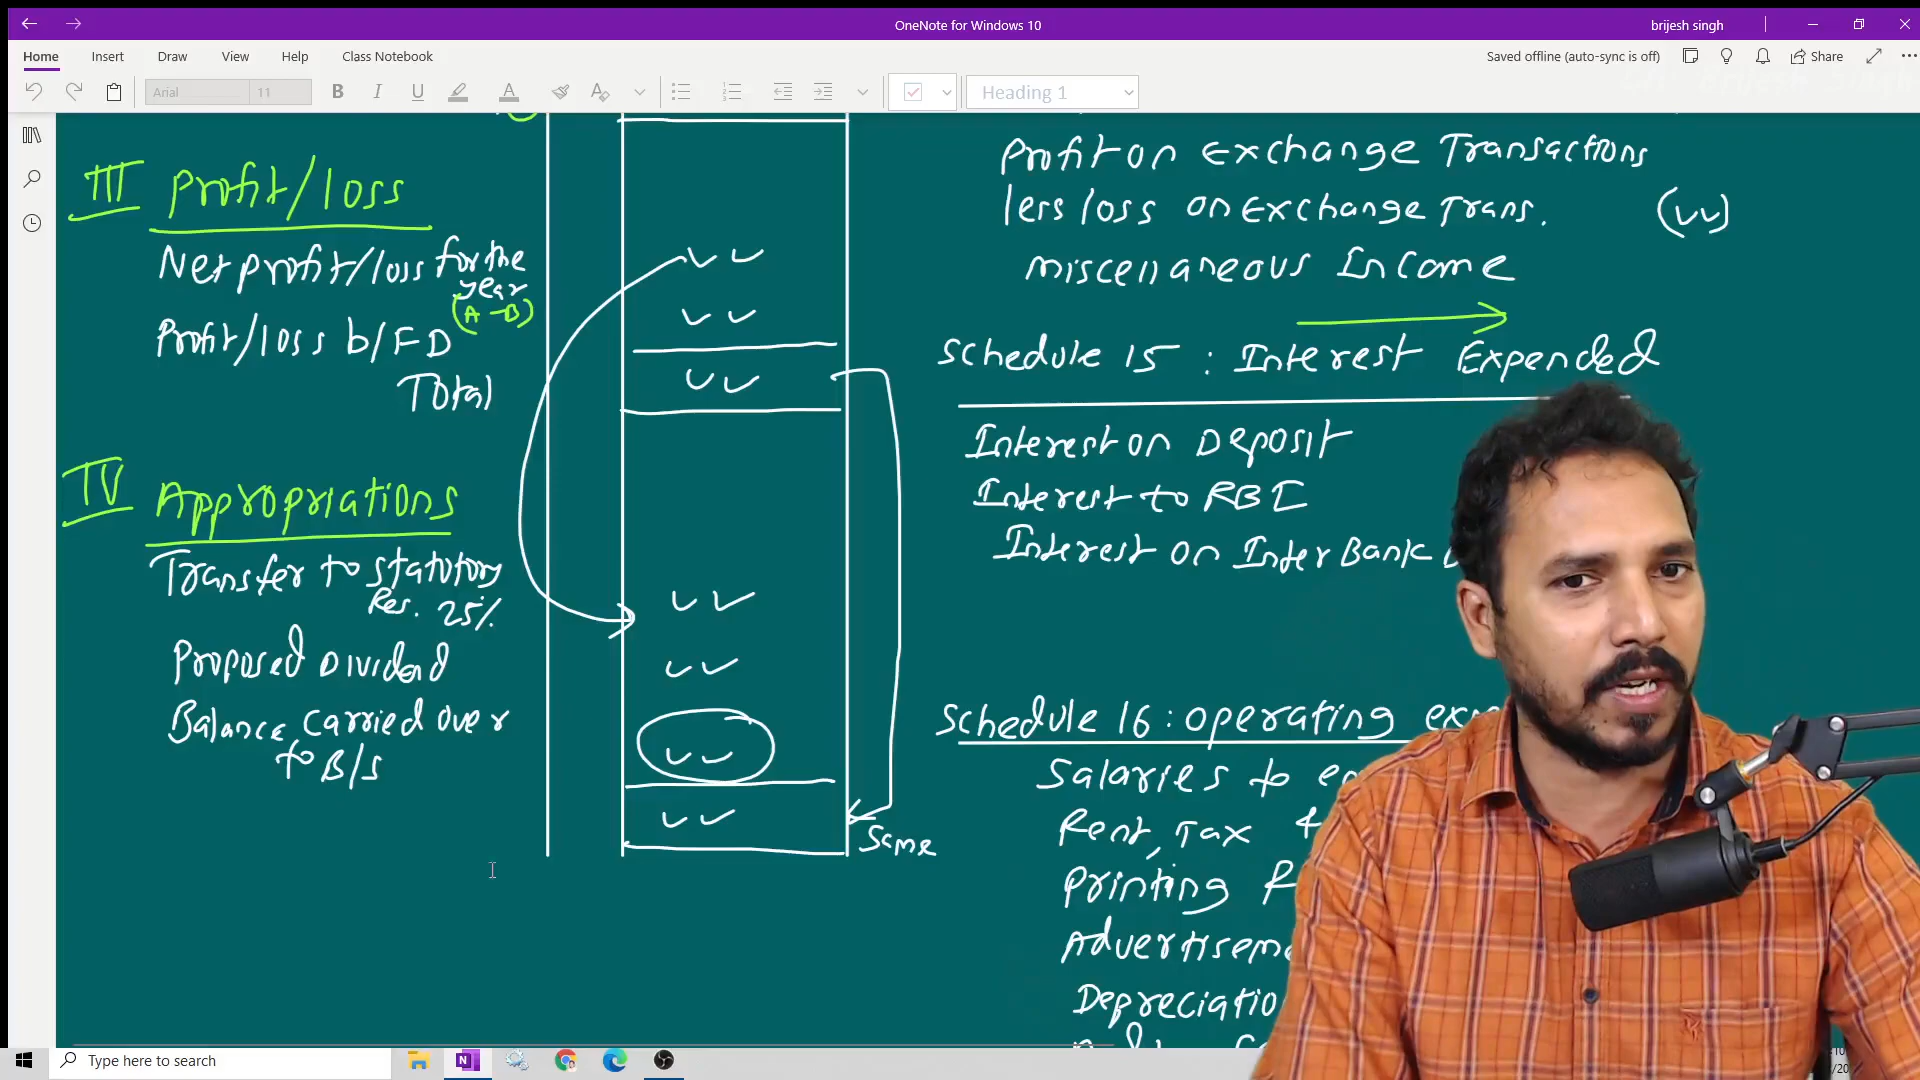 OneNote for Windows 10
brijesh singh
Home Insert Draw View Help Class Notebook
Saved offline (auto-sync is off)
Share
Arial 11
B I U A
Heading 1
III Profit/loss
Net profit/loss for the year
(A-B)
Profit/loss b/FD
Total
IV Appropriations
Transfer to statutory
Res. 25%
Proposed Dividend
Balance carried over
to B/S
Same
Profit on Exchange Transactions
less loss on Exchange Trans.
miscellaneous Income
Schedule 15 : Interest Expended
Interest on Deposit
Interest to RBI
Interest on Inter Bank
Schedule 16 : operating
Salaries
Rent, Tax
Printing
Type here to search